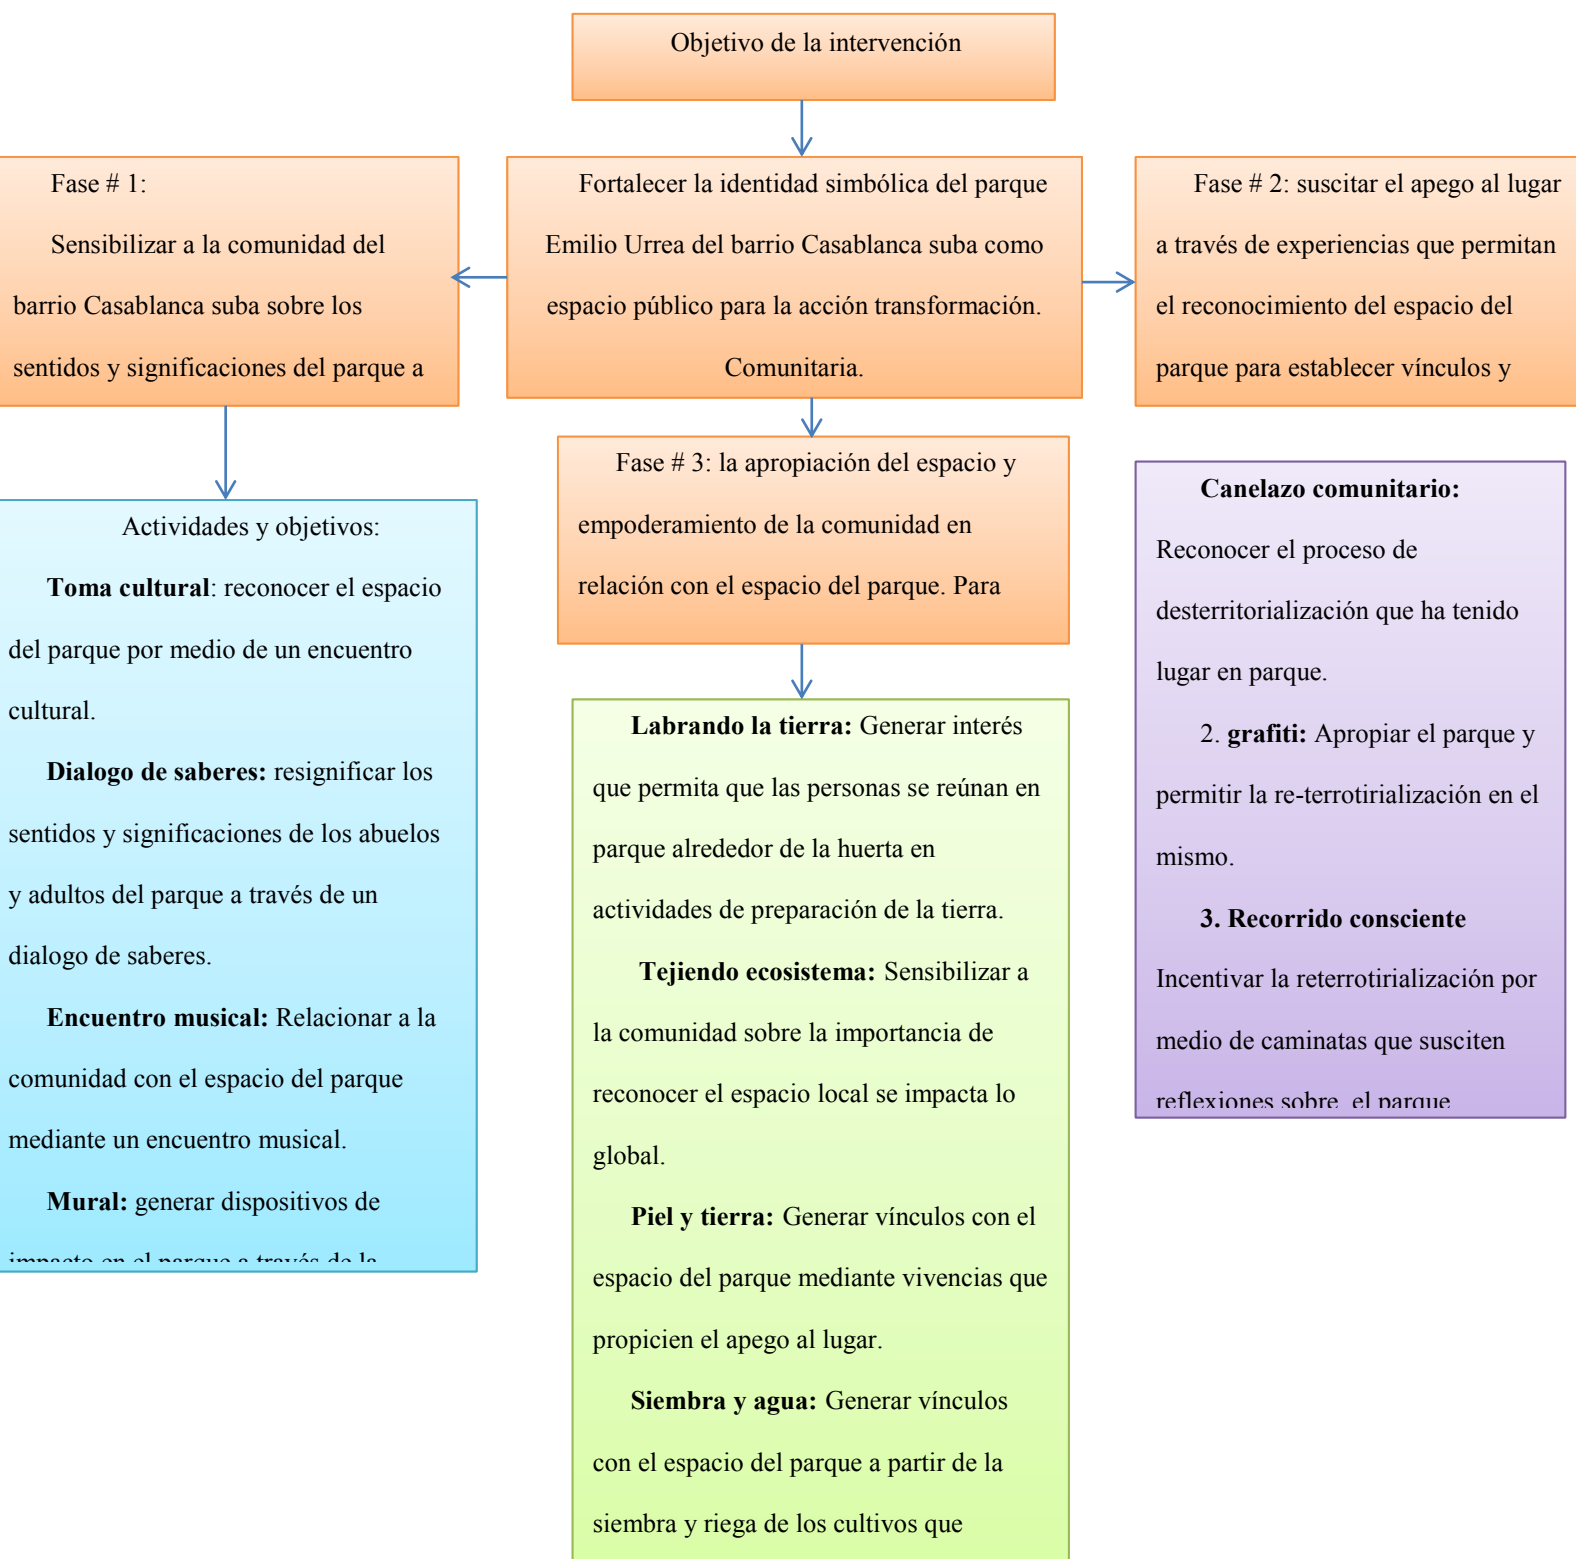 Objetivo de la intervención
Fase # 1:
Sensibilizar a la comunidad del
barrio Casablanca suba sobre los
sentidos y significaciones del parque a
Fortalecer la identidad simbólica del parque
Emilio Urrea del barrio Casablanca suba como
espacio público para la acción transformación.
Comunitaria.
Fase # 2: suscitar el apego al lugar
a través de experiencias que permitan
el reconocimiento del espacio del
parque para establecer vínculos y
Fase # 3: la apropiación del espacio y
empoderamiento de la comunidad en
relación con el espacio del parque. Para
Actividades y objetivos:
Toma cultural: reconocer el espacio
del parque por medio de un encuentro
cultural.
Dialogo de saberes: resignificar los
sentidos y significaciones de los abuelos
y adultos del parque a través de un
dialogo de saberes.
Encuentro musical: Relacionar a la
comunidad con el espacio del parque
mediante un encuentro musical.
Mural: generar dispositivos de
impacto en el parque a través de la
Labrando la tierra: Generar interés
que permita que las personas se reúnan en
parque alrededor de la huerta en
actividades de preparación de la tierra.
Tejiendo ecosistema: Sensibilizar a
la comunidad sobre la importancia de
reconocer el espacio local se impacta lo
global.
Piel y tierra: Generar vínculos con el
espacio del parque mediante vivencias que
propicien el apego al lugar.
Siembra y agua: Generar vínculos
con el espacio del parque a partir de la
siembra y riega de los cultivos que
Canelazo comunitario:
Reconocer el proceso de
desterritorialización que ha tenido
lugar en parque.
2. grafiti: Apropiar el parque y
permitir la re-terrotirialización en el
mismo.
3. Recorrido consciente
Incentivar la reterrotirialización por
medio de caminatas que susciten
reflexiones sobre el parque